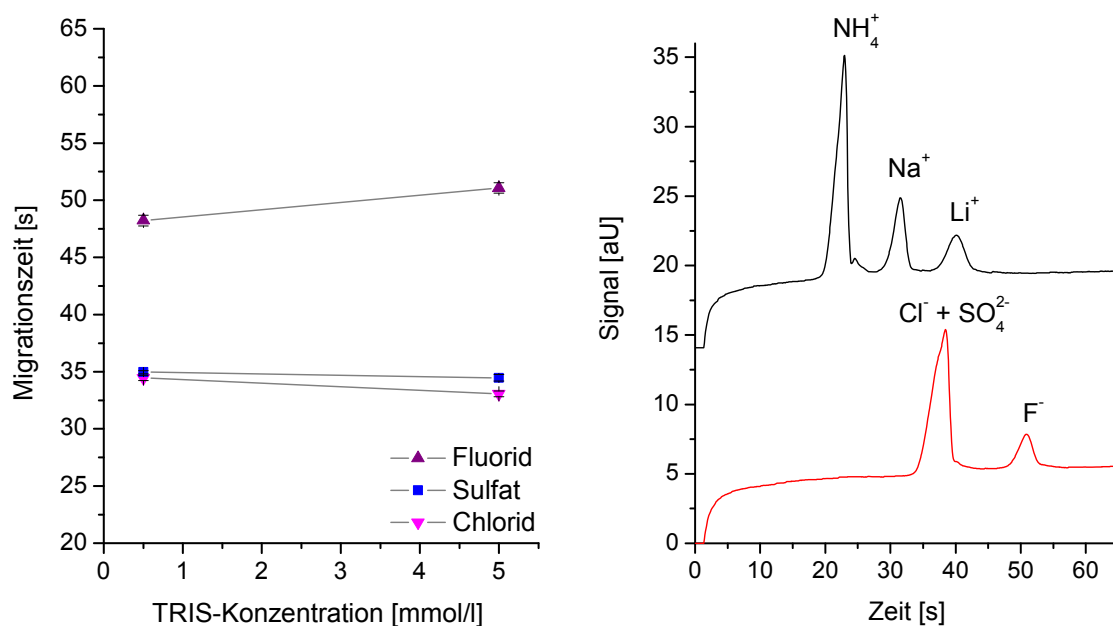 65
60
55
50
45
40
35
30
25
20
0 1 2 3 4 5
Migrationszeit [s]
TRIS-Konzentration [mmol/l]
Fluorid
Sulfat
Chlorid
35
30
25
20
15
10
5
0
0 10 20 30 40 50 60
Signal [aU]
Zeit [s]
NH₄⁺
Na⁺
Li⁺
Cl⁻ + SO₄²⁻
F⁻